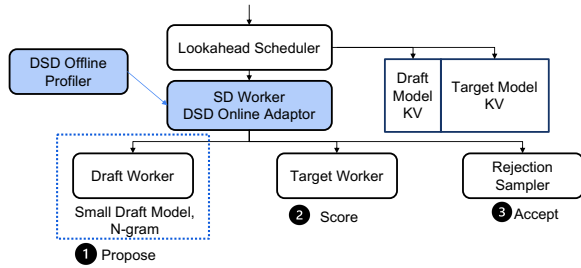 Lookahead Scheduler
DSD Offline
Profiler
SD Worker
DSD Online Adaptor
Draft
Model
KV
Target Model
KV
Draft Worker
Target Worker
Rejection
Sampler
Small Draft Model,
N-gram
1 Propose
2 Score
3 Accept